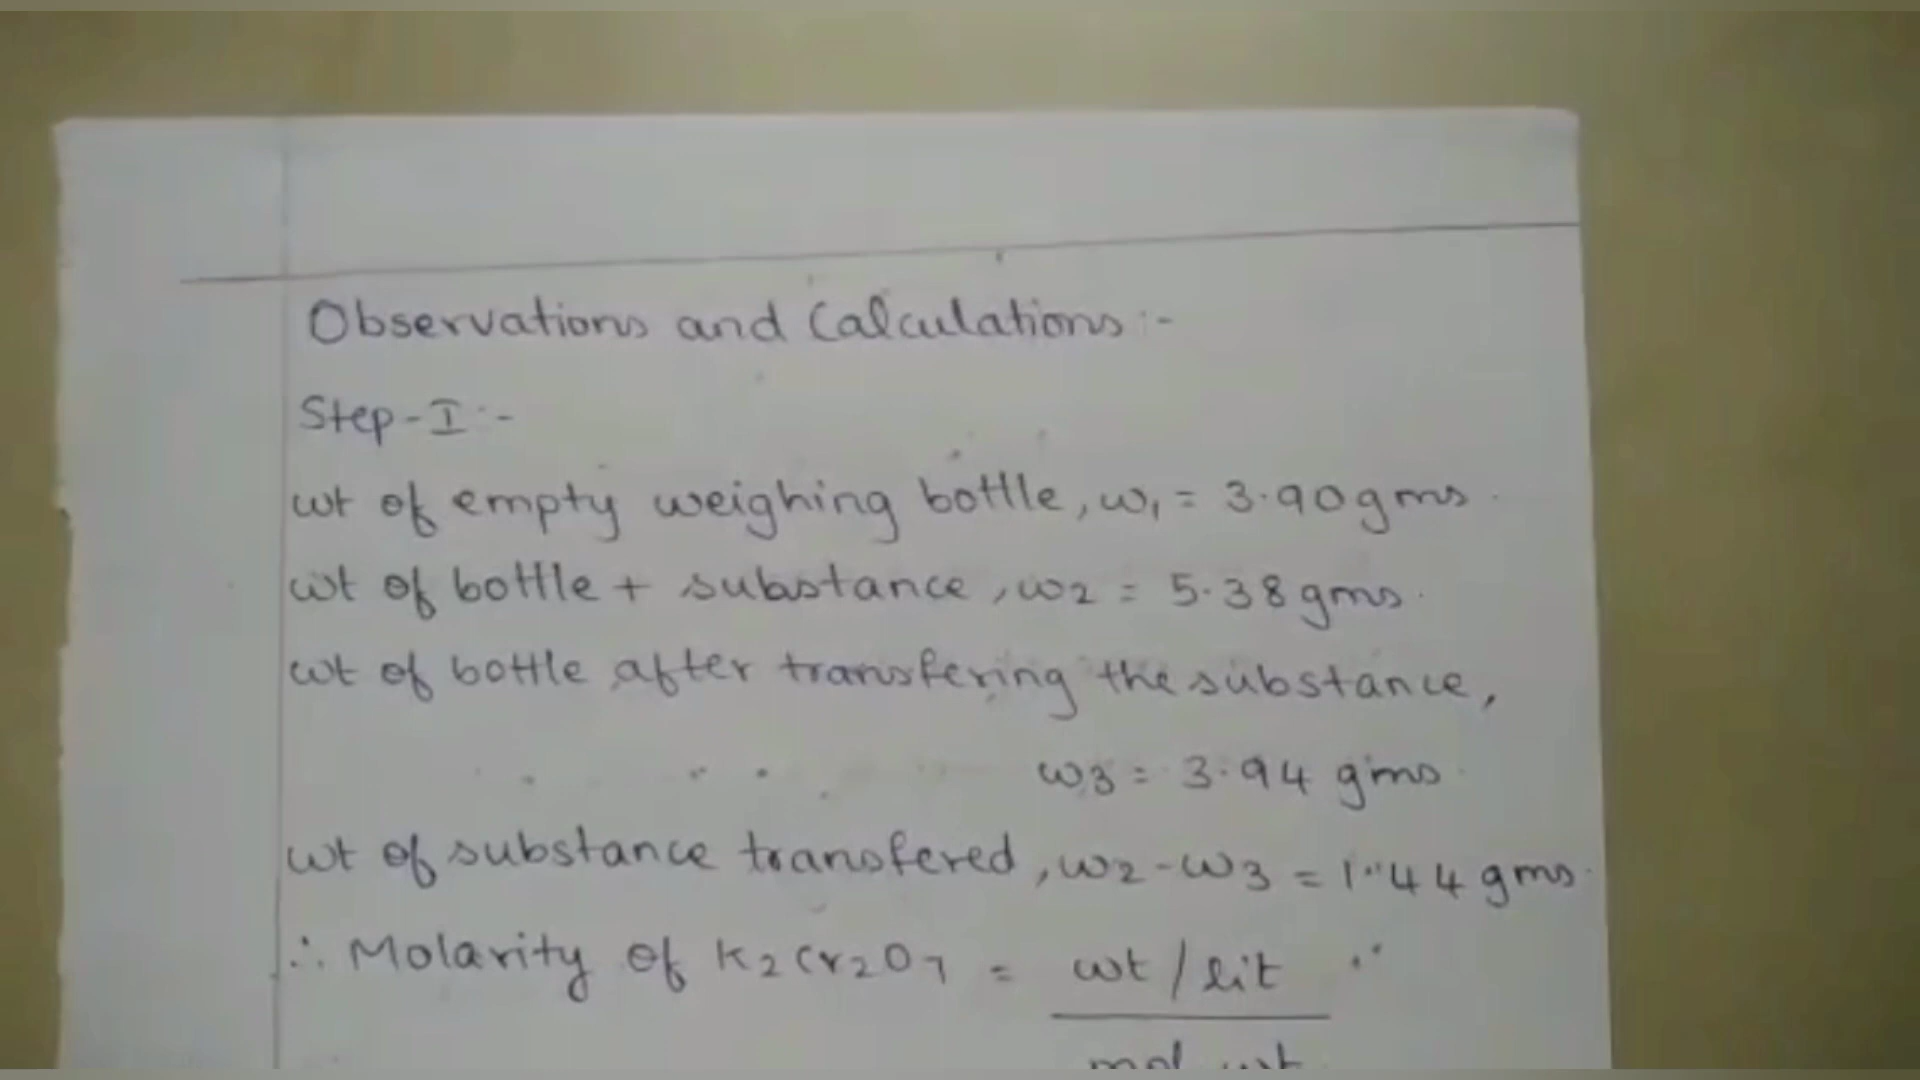 Observations and Calculations :-
Step-I :-
wt of empty weighing bottle, w1 = 3.90 gms.
wt of bottle + substance, w2 = 5.38 gms.
wt of bottle after transfering the substance,
w3 = 3.94 gms.
wt of substance transfered, w2-w3 = 1.44 gms.
∴ Molarity of K2Cr2O7 = wt / lit
mol wt